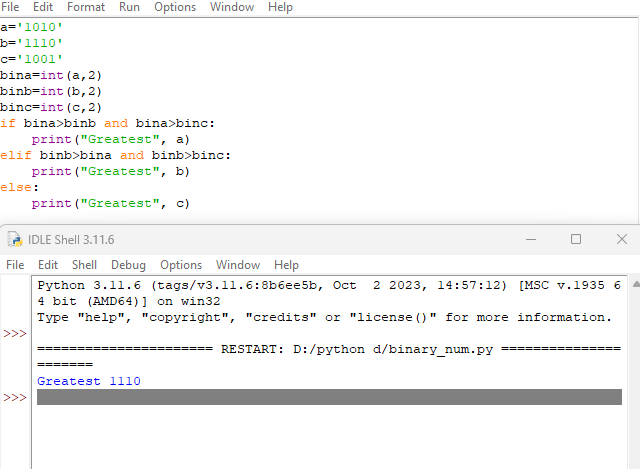 File Edit Format Run Options Window Help
a='1010'
b='1110'
c='1001'
bina=int(a,2)
binb=int(b,2)
binc=int(c,2)
if bina>binb and bina>binc:
    print("Greatest", a)
elif binb>bina and binb>binc:
    print("Greatest", b)
else:
    print("Greatest", c)
IDLE Shell 3.11.6
File Edit Shell Debug Options Window Help
Python 3.11.6 (tags/v3.11.6:8b6ee5b, Oct  2 2023, 14:57:12) [MSC v.1935 6
4 bit (AMD64)] on win32
Type "help", "copyright", "credits" or "license()" for more information.
>>>
====================== RESTART: D:/python d/binary_num.py ===============
=======
Greatest 1110
>>>